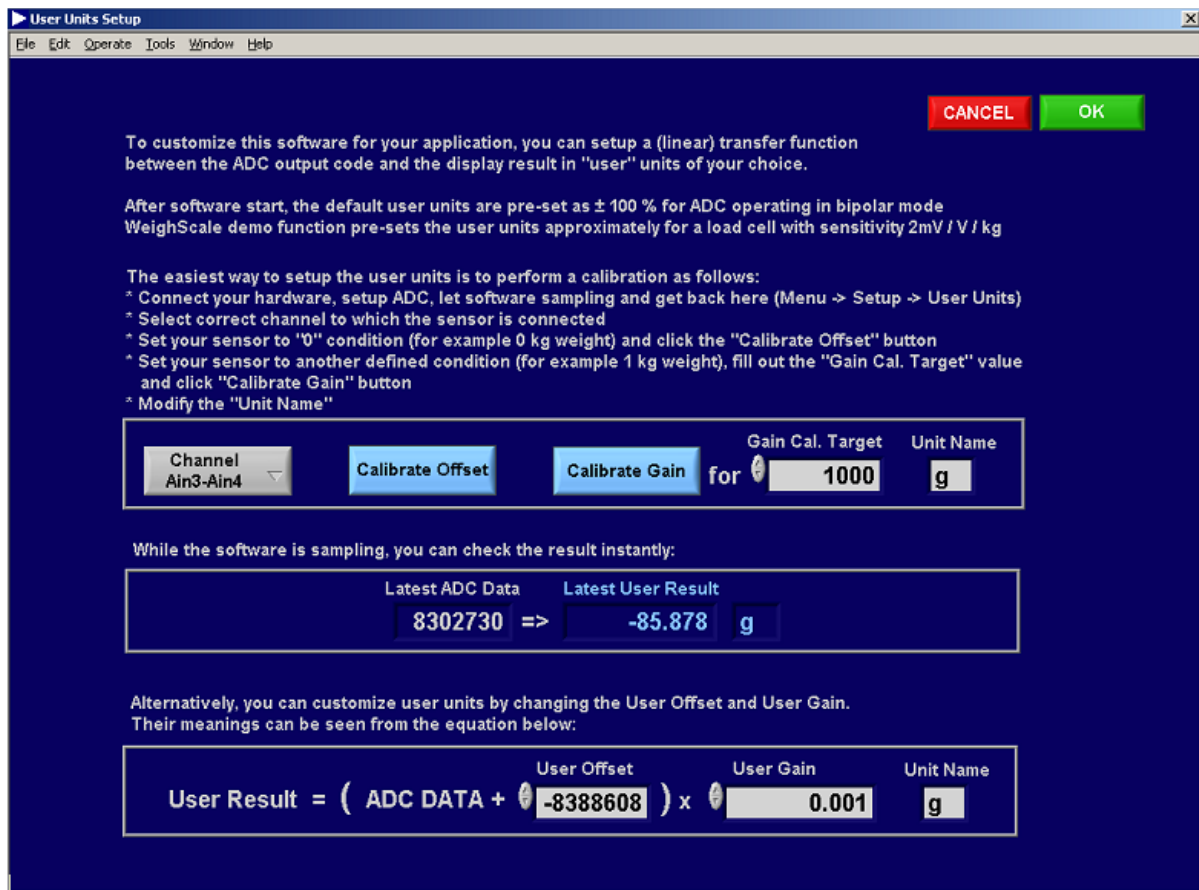 User Units Setup
File Edit Operate Tools Window Help
CANCEL OK
To customize this software for your application, you can setup a (linear) transfer function
between the ADC output code and the display result in "user" units of your choice.
After software start, the default user units are pre-set as ± 100 % for ADC operating in bipolar mode
WeighScale demo function pre-sets the user units approximately for a load cell with sensitivity 2mV / V / kg
The easiest way to setup the user units is to perform a calibration as follows:
* Connect your hardware, setup ADC, let software sampling and get back here (Menu -> Setup -> User Units)
* Select correct channel to which the sensor is connected
* Set your sensor to "0" condition (for example 0 kg weight) and click the "Calibrate Offset" button
* Set your sensor to another defined condition (for example 1 kg weight), fill out the "Gain Cal. Target" value
and click "Calibrate Gain" button
* Modify the "Unit Name"
Gain Cal. Target Unit Name
Channel
Ain3-Ain4
Calibrate Offset
Calibrate Gain for 1000 g
While the software is sampling, you can check the result instantly:
Latest ADC Data Latest User Result
8302730 => -85.878 g
Alternatively, you can customize user units by changing the User Offset and User Gain.
Their meanings can be seen from the equation below:
User Offset User Gain Unit Name
User Result = ( ADC DATA + -8388608 ) x 0.001 g